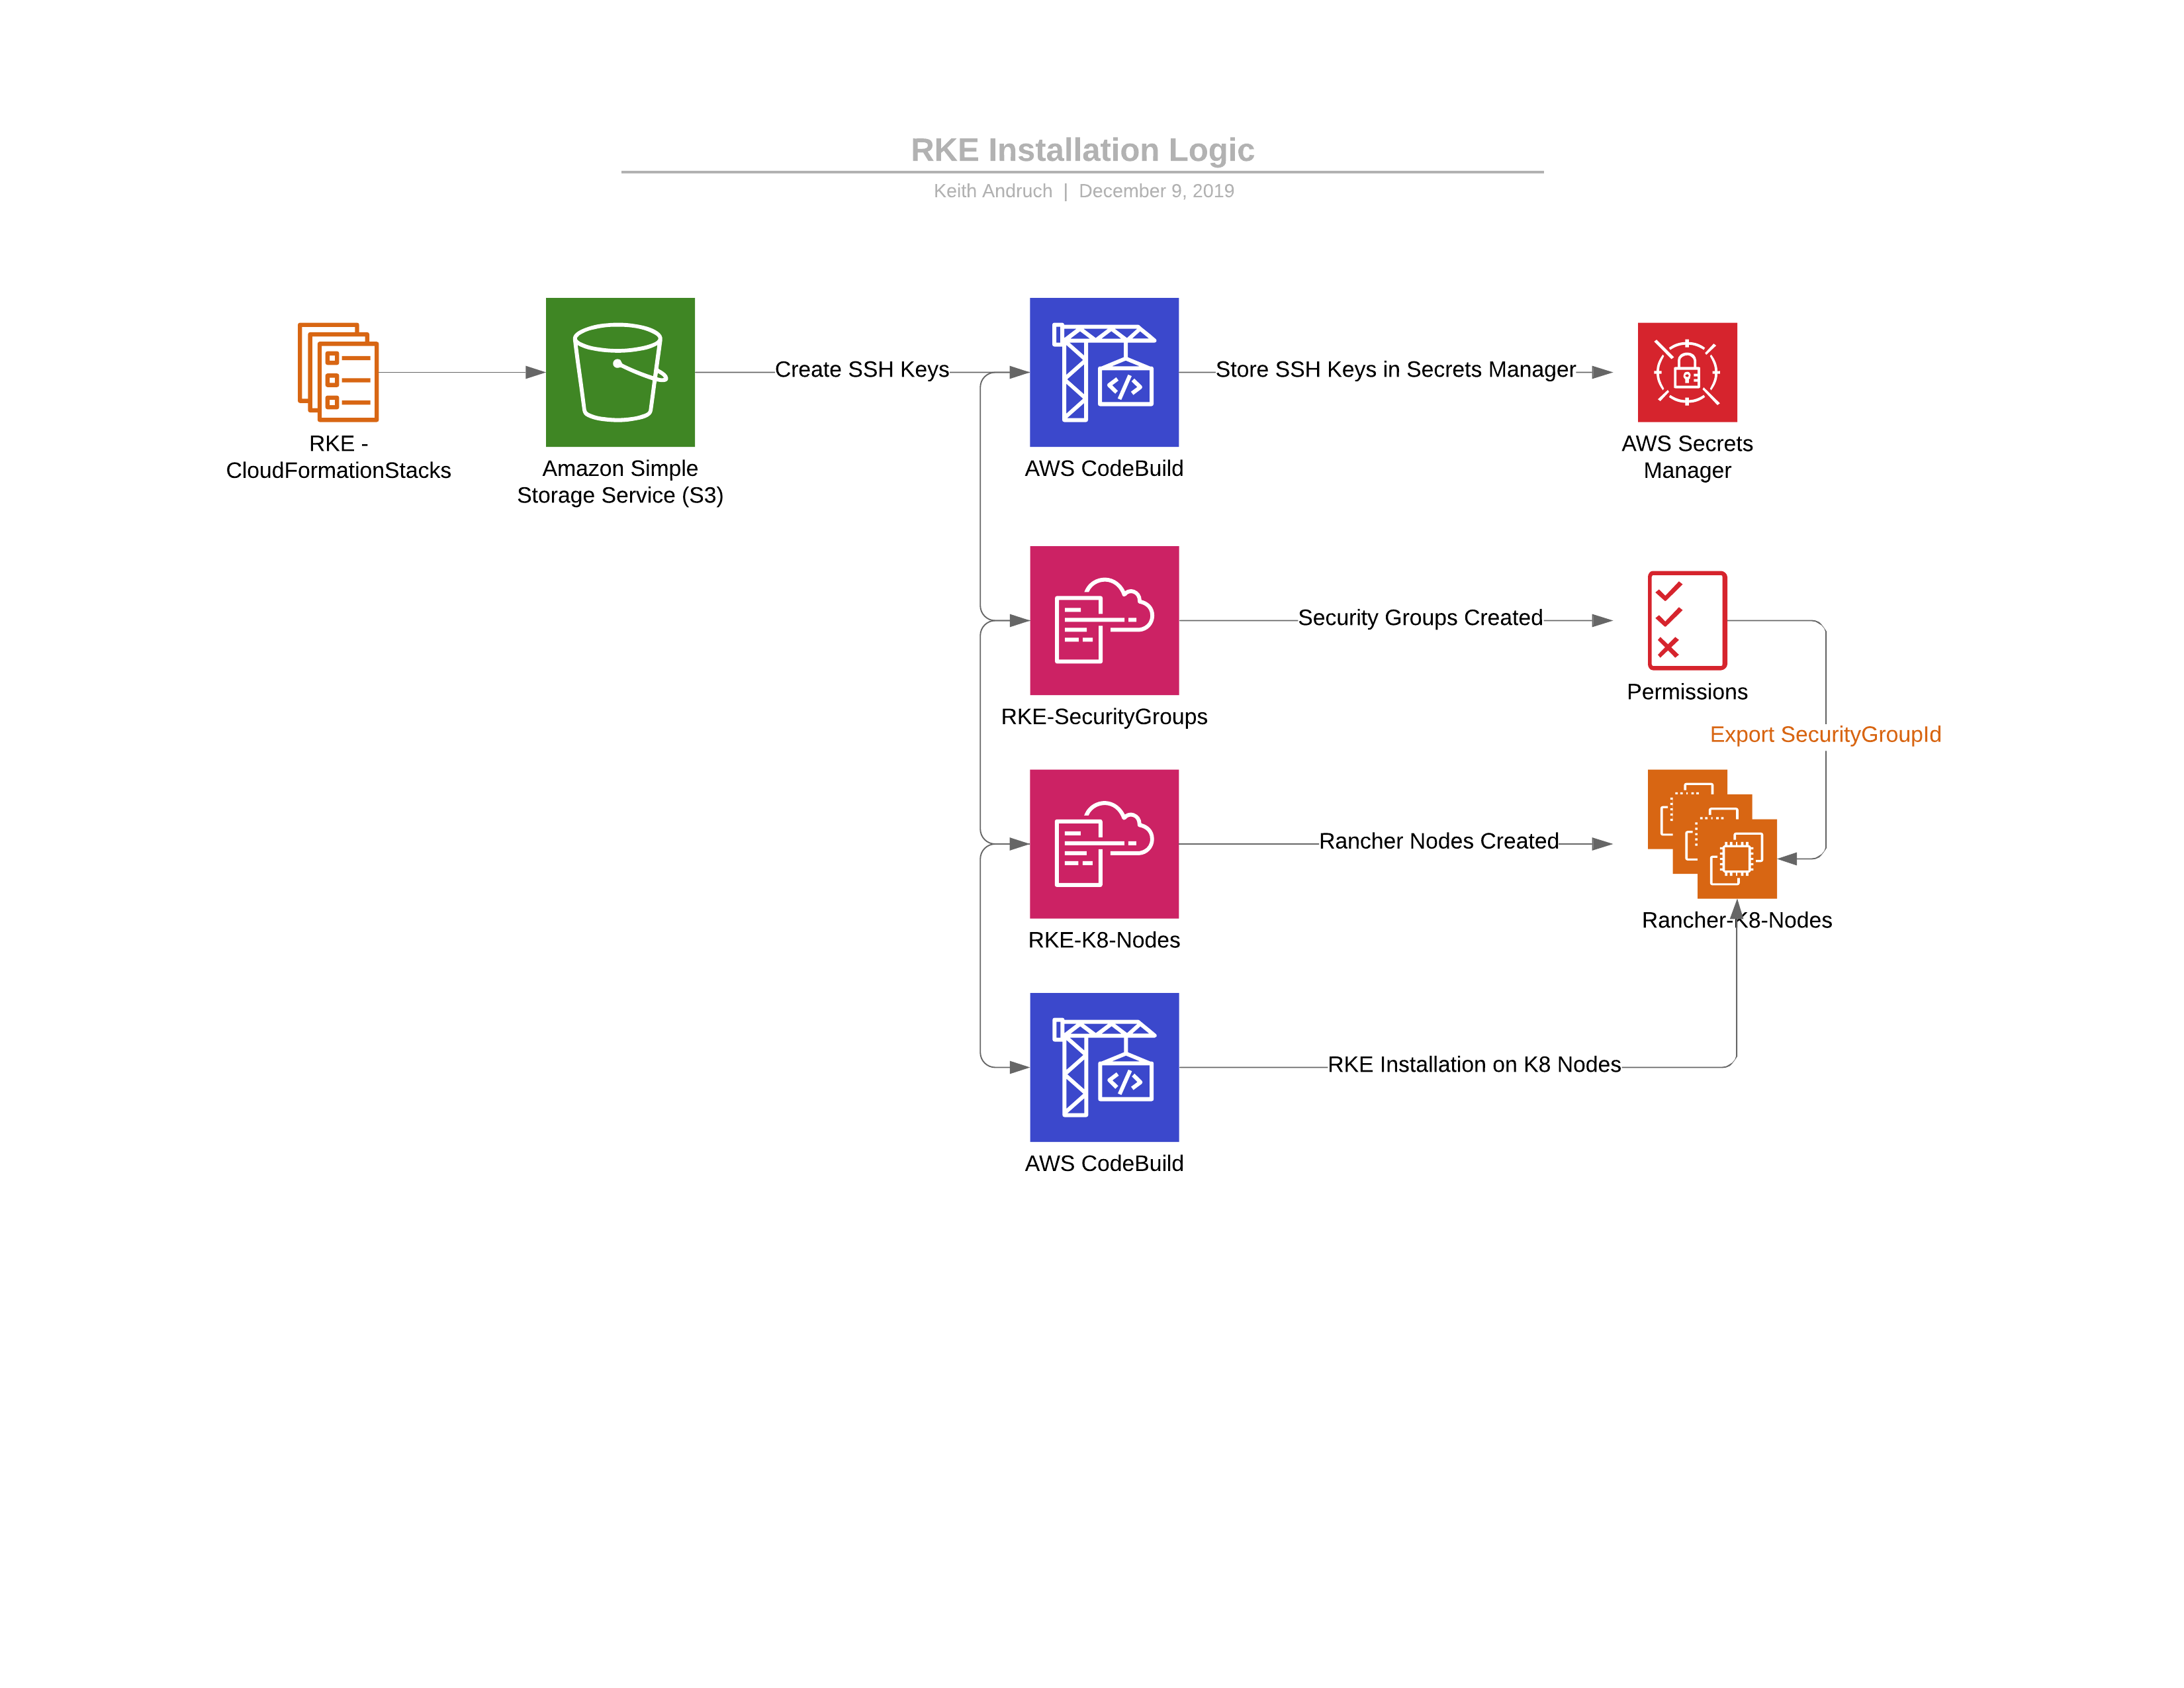 RKE Installation Logic
Keith Andruch | December 9, 2019
RKE -
CloudFormationStacks
Amazon Simple
Storage Service (S3)
Create SSH Keys
AWS CodeBuild
Store SSH Keys in Secrets Manager
AWS Secrets
Manager
RKE-SecurityGroups
Security Groups Created
Permissions
Export SecurityGroupId
RKE-K8-Nodes
Rancher Nodes Created
Rancher-K8-Nodes
AWS CodeBuild
RKE Installation on K8 Nodes